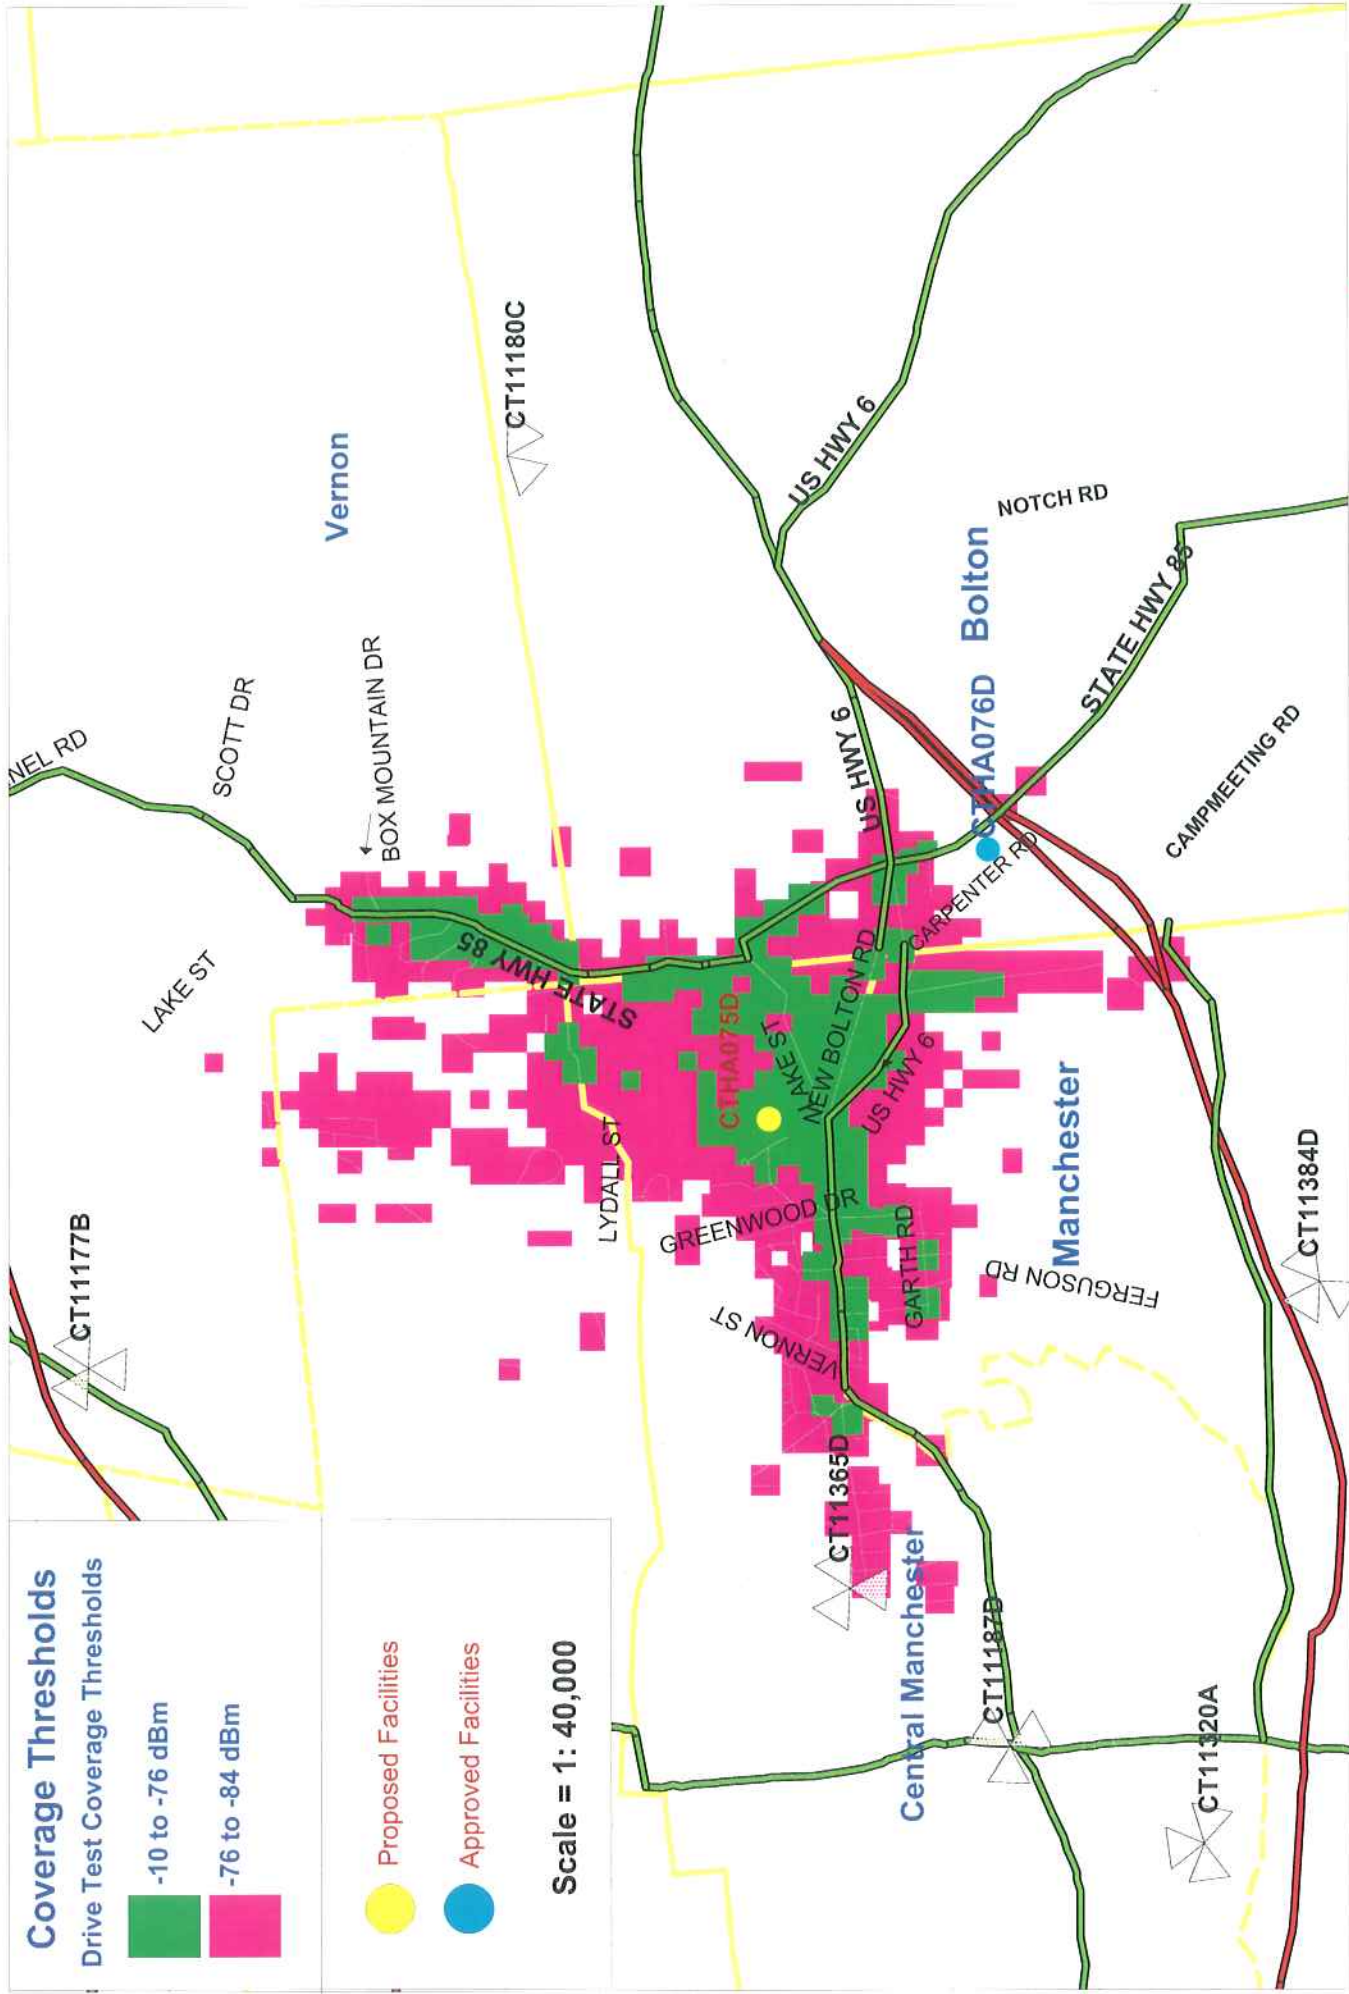 Coverage Thresholds
Drive Test Coverage Thresholds
-10 to -76 dBm
-76 to -84 dBm
Proposed Facilities
Approved Facilities
Scale = 1: 40,000
CT11177B
LAKE ST
SCOTT DR
NEL RD
BOX MOUNTAIN DR
Vernon
STATE HWY 85
CT11180C
LYDALL ST
GREENWOOD DR
CTHA075D
AKE ST
NEW BOLTON RD
US HWY 6
US HWY 6
US HWY 6
VERNON ST
GARTH RD
CARPENTER RD
CTHA076D
Bolton
NOTCH RD
STATE HWY 85
CAMPMEETING RD
CT11365D
Central Manchester
CT11187D
FERGUSON RD
Manchester
CT11320A
CT11384D